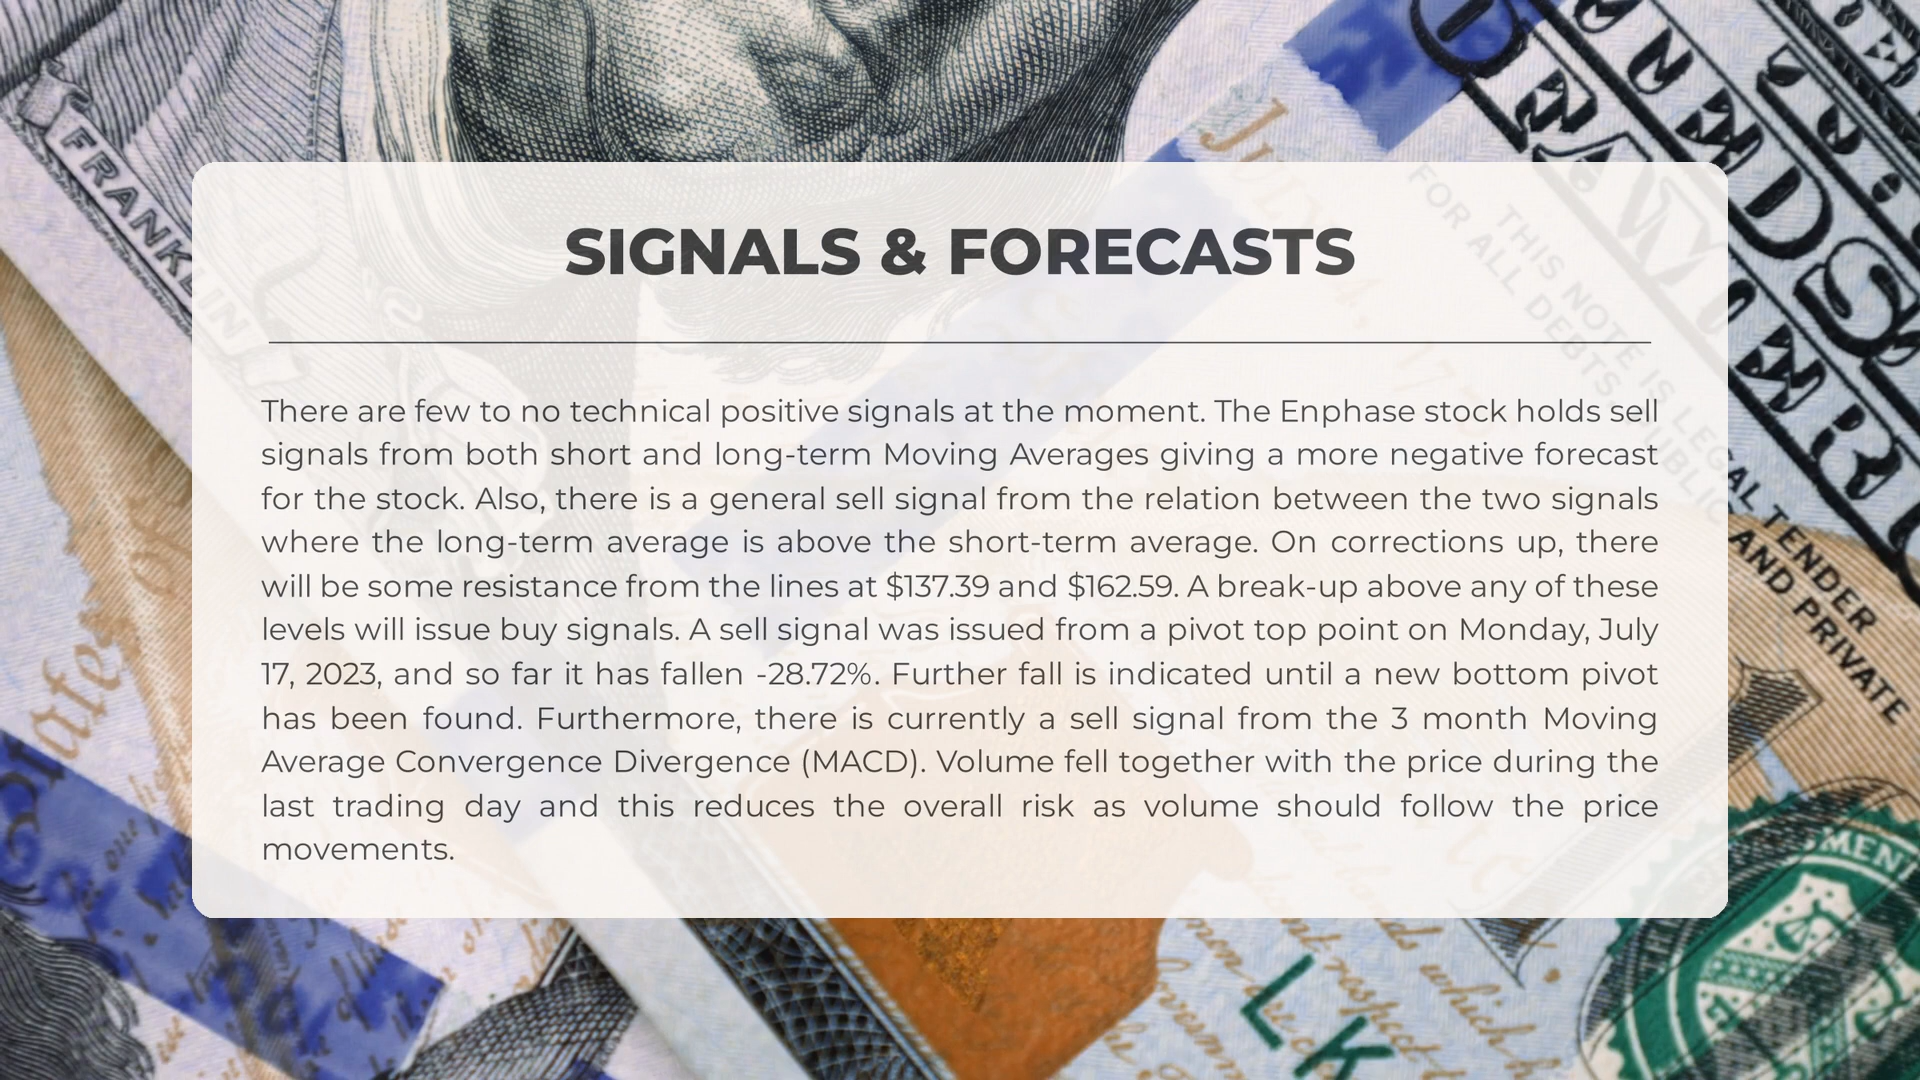 FRANKLIN
SIGNALS & FORECASTS
There are few to no technical positive signals at the moment. The Enphase stock holds sell
signals from both short and long-term Moving Averages giving a more negative forecast
for the stock. Also, there is a general sell signal from the relation between the two signals
where the long-term average is above the short-term average. On corrections up, there
will be some resistance from the lines at $137.39 and $162.59. A break-up above any of these
levels will issue buy signals. A sell signal was issued from a pivot top point on Monday, July
17, 2023, and so far it has fallen -28.72%. Further fall is indicated until a new bottom pivot
has been found. Furthermore, there is currently a sell signal from the 3 month Moving
Average Convergence Divergence (MACD). Volume fell together with the price during the
last trading day and this reduces the overall risk as volume should follow the price
movements.
THIS NOTE IS LEGAL TENDER
FOR ALL DEBTS, PUBLIC AND PRIVATE
LK